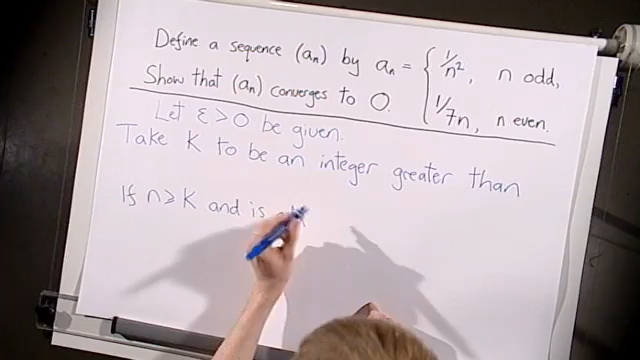 Define a sequence (aₙ) by aₙ = { 1/n², n odd,
1/7n, n even.
Show that (aₙ) converges to 0.
Let ε>0 be given.
Take K to be an integer greater than
If n⩾K and is